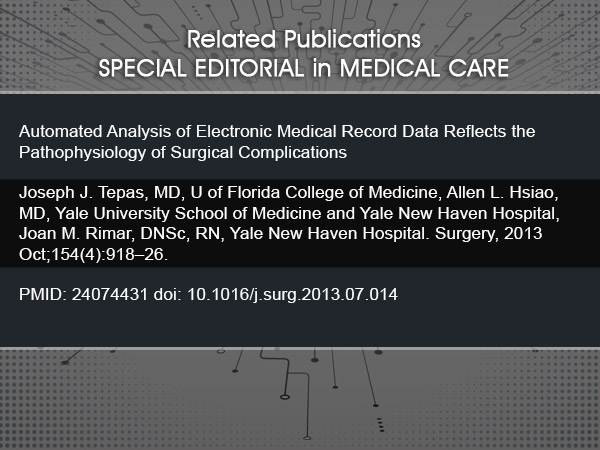 Related Publications
SPECIAL EDITORIAL in MEDICAL CARE
Automated Analysis of Electronic Medical Record Data Reflects the
Pathophysiology of Surgical Complications
Joseph J. Tepas, MD, U of Florida College of Medicine, Allen L. Hsiao,
MD, Yale University School of Medicine and Yale New Haven Hospital,
Joan M. Rimar, DNSc, RN, Yale New Haven Hospital. Surgery, 2013
Oct;154(4):918–26.
PMID: 24074431 doi: 10.1016/j.surg.2013.07.014